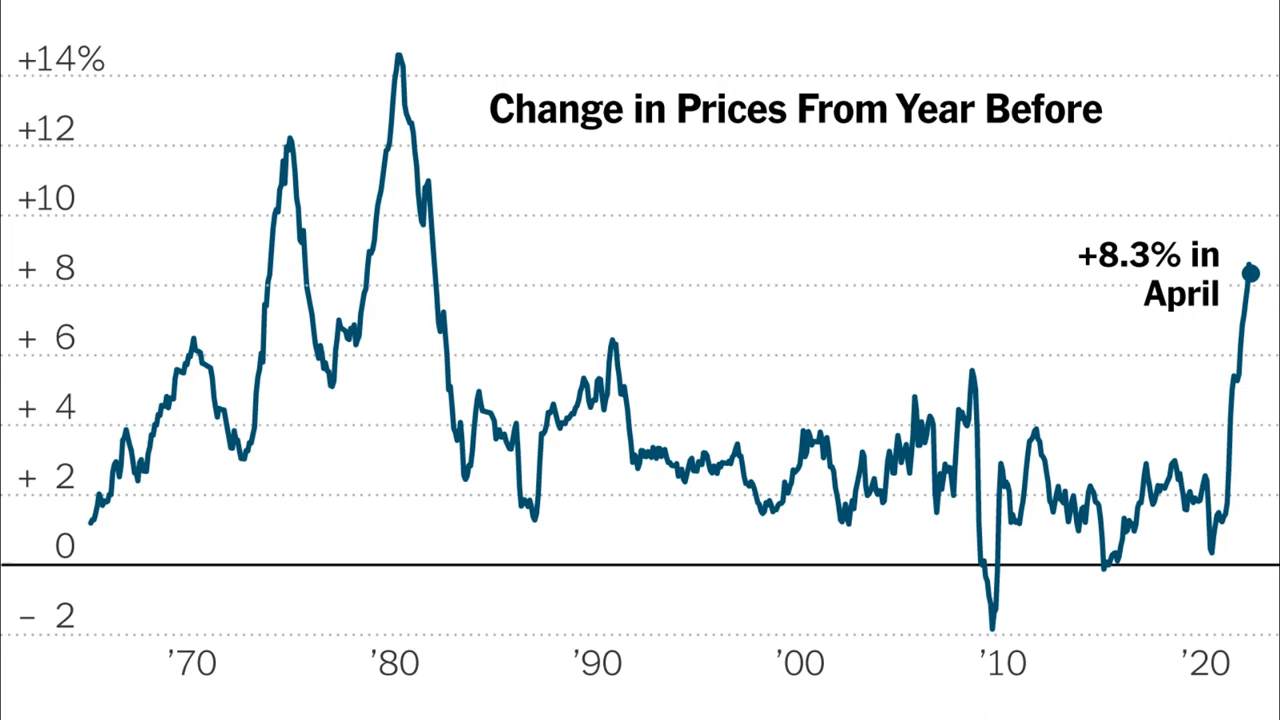 +14%
Change in Prices From Year Before
+12
+10
+8.3% in
April
+ 8
+ 6
+ 4
+ 2
0
– 2
’70 ’80 ’90 ’00 ’10 ’20